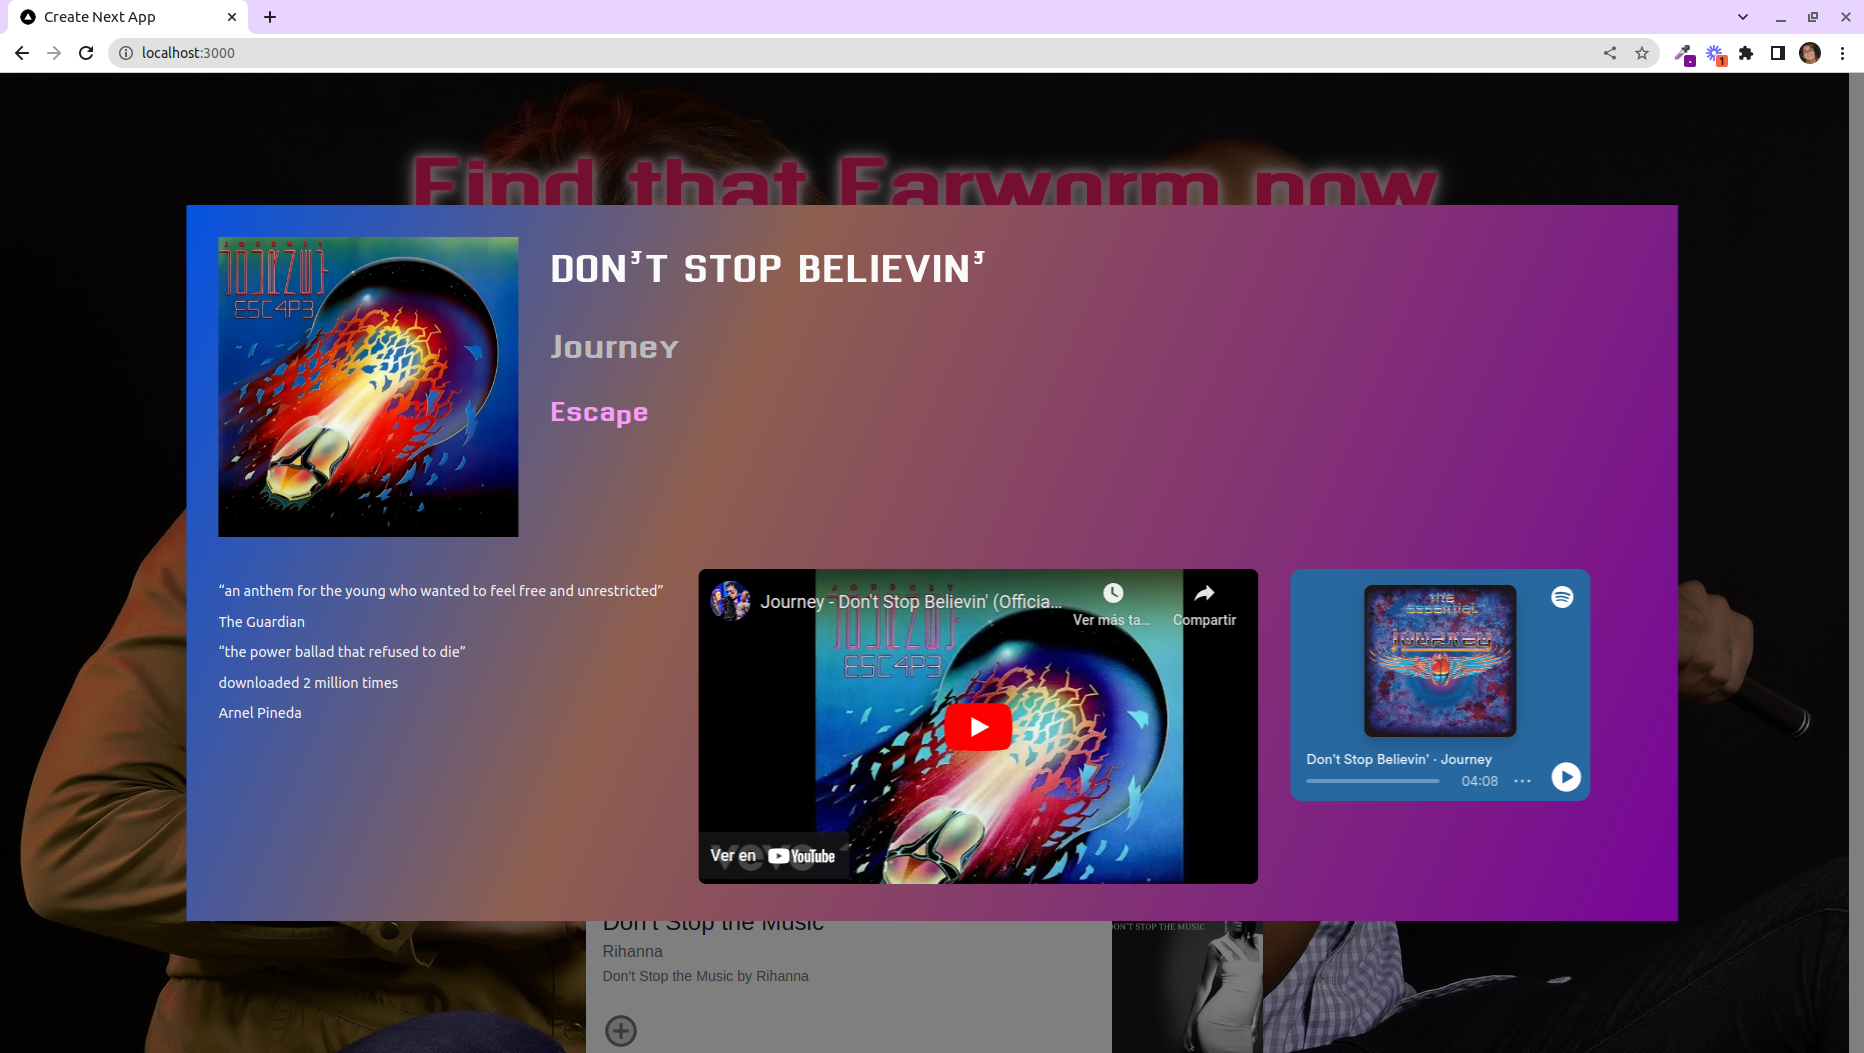 Create Next App
localhost:3000
1
Find that Earworm now
JOURNEY
ESC4P3
DON'T STOP BELIEVIN'
Journey
Escape
“an anthem for the young who wanted to feel free and unrestricted”
The Guardian
“the power ballad that refused to die”
downloaded 2 million times
Arnel Pineda
Journey - Don't Stop Believin' (Officia...
Ver más ta...
Compartir
JOURNEY
ESC4P3
Ver en YouTube
vevo
The Essential
JOURNEY
Don't Stop Believin' · Journey
04:08
Don't Stop the Music
Rihanna
Don't Stop the Music by Rihanna
DON'T STOP THE MUSIC